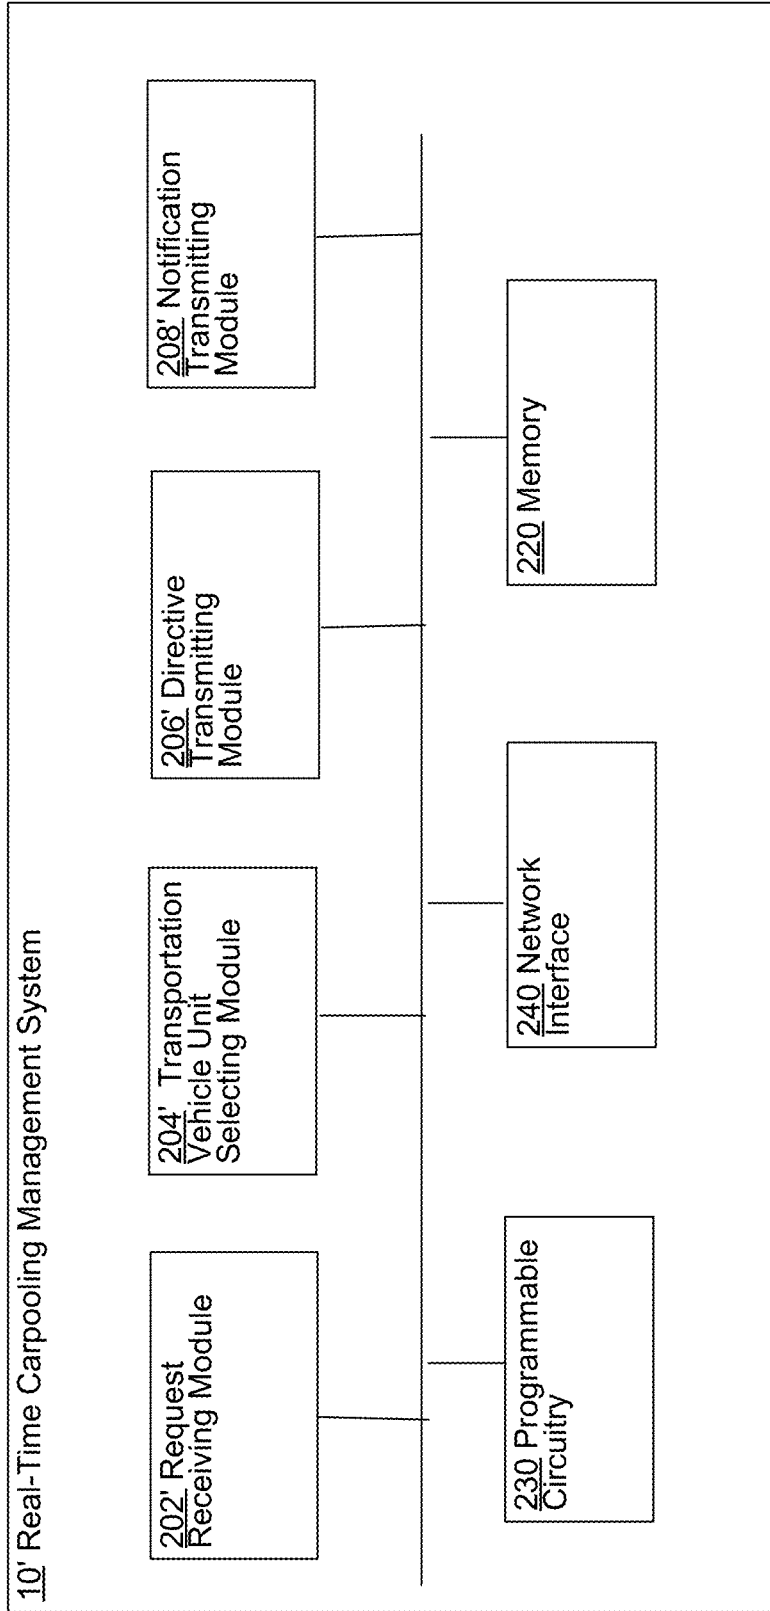 10' Real-Time Carpooling Management System
202' Request
Receiving Module
204' Transportation
Vehicle Unit
Selecting Module
206' Directive
Transmitting
Module
208' Notification
Transmitting
Module
230 Programmable
Circuitry
240 Network
Interface
220 Memory